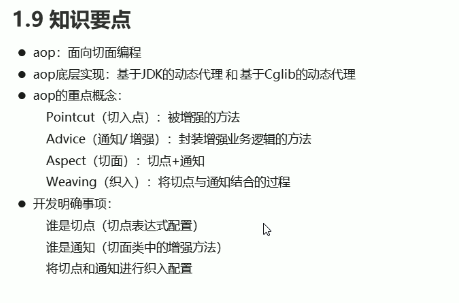 1.9 知识要点
● aop：面向切面编程
● aop底层实现：基于JDK的动态代理 和 基于Cglib的动态代理
● aop的重点概念：
Pointcut（切入点）：被增强的方法
Advice（通知/ 增强）：封装增强业务逻辑的方法
Aspect（切面）：切点+通知
Weaving（织入）：将切点与通知结合的过程
● 开发明确事项：
谁是切点（切点表达式配置）
谁是通知（切面类中的增强方法）
将切点和通知进行织入配置